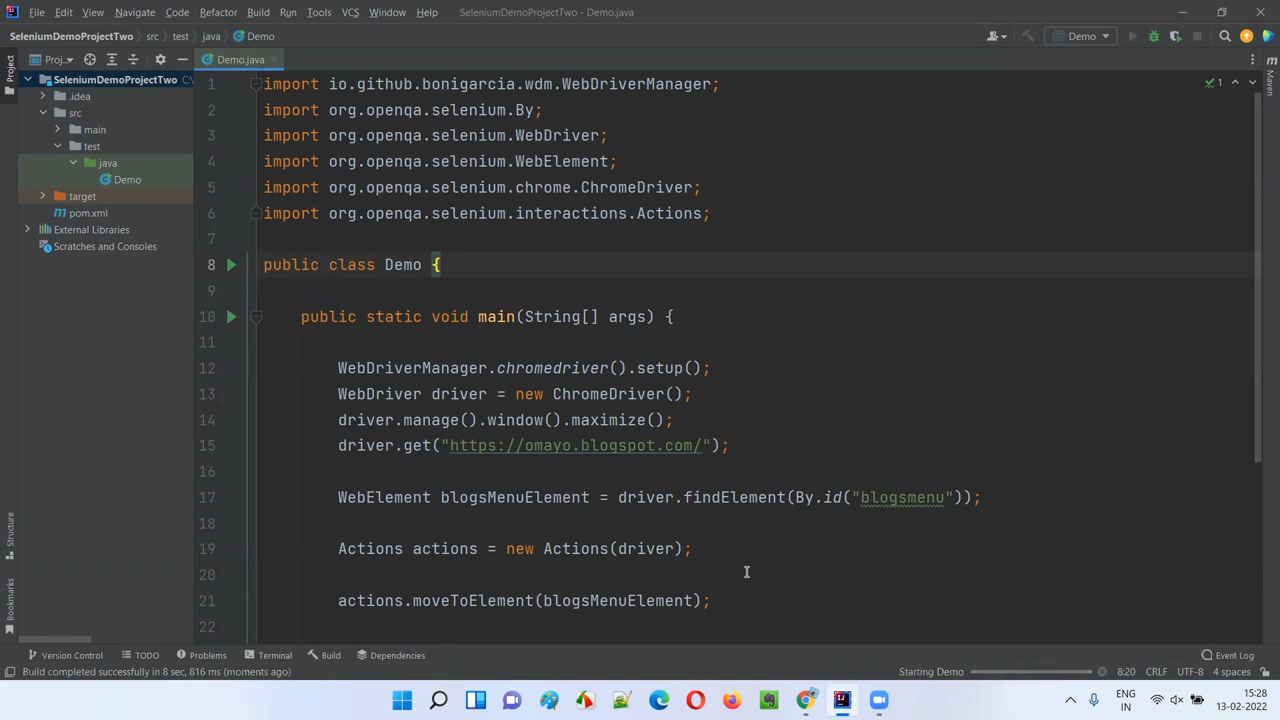 File Edit View Navigate Code Refactor Build Run Tools VCS Window Help SeleniumDemoProjectTwo - Demo.java
SeleniumDemoProjectTwo src test java Demo Demo
Proj... Demo.java
Project
Maven
Structure
Bookmarks
SeleniumDemoProjectTwo
.idea
src
main
test
java
Demo
target
pom.xml
External Libraries
Scratches and Consoles
1 import io.github.bonigarcia.wdm.WebDriverManager; 1
2 import org.openqa.selenium.By;
3 import org.openqa.selenium.WebDriver;
4 import org.openqa.selenium.WebElement;
5 import org.openqa.selenium.chrome.ChromeDriver;
6 import org.openqa.selenium.interactions.Actions;
7
8 public class Demo {
9
10 public static void main(String[] args) {
11
12 WebDriverManager.chromedriver().setup();
13 WebDriver driver = new ChromeDriver();
14 driver.manage().window().maximize();
15 driver.get("https://omayo.blogspot.com/");
16
17 WebElement blogsMenuElement = driver.findElement(By.id("blogsmenu"));
18
19 Actions actions = new Actions(driver);
20
21 actions.moveToElement(blogsMenuElement);
22
Version Control TODO Problems Terminal Build Dependencies Event Log
Build completed successfully in 8 sec, 816 ms (moments ago) Starting Demo 8:20 CRLF UTF-8 4 spaces
ENG 15:28
IN 13-02-2022